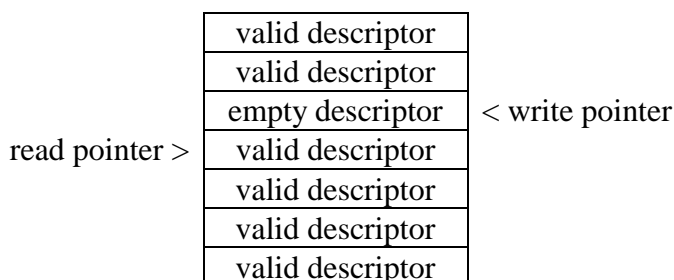 valid descriptor
valid descriptor
empty descriptor < write pointer
read pointer > valid descriptor
valid descriptor
valid descriptor
valid descriptor